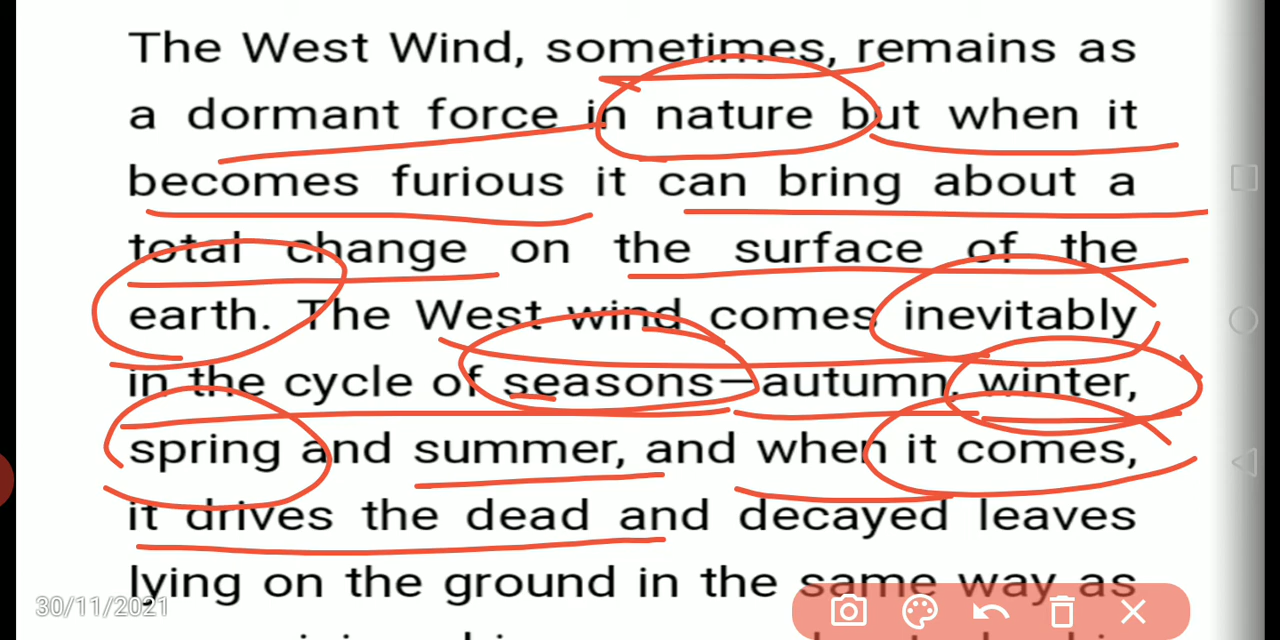 The West Wind, sometimes, remains as
a dormant force in nature but when it
becomes furious it can bring about a
total change on the surface of the
earth. The West wind comes inevitably
in the cycle of seasons—autumn, winter,
spring and summer, and when it comes,
it drives the dead and decayed leaves
lying on the ground in the same way as
30/11/2021